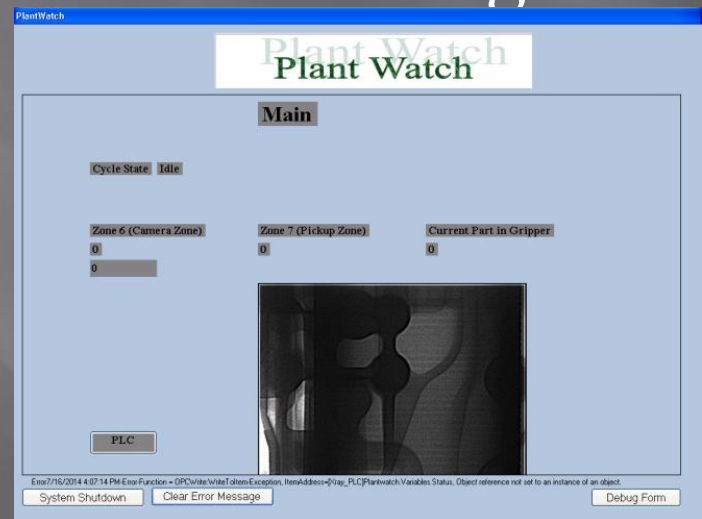 PlantWatch
Plant Watch
Plant Watch
Main
Cycle State Idle
Zone 6 (Camera Zone) Zone 7 (Pickup Zone) Current Part in Gripper
0 0 0
0
PLC
Error7/16/2014 4:07:14 PM-Error-Function = OPCWrite:WriteToItem-Exception, ItemAddress=[Xray_PLC]Plantwatch.Variables.Status, Object reference not set to an instance of an object.
System Shutdown Clear Error Message Debug Form